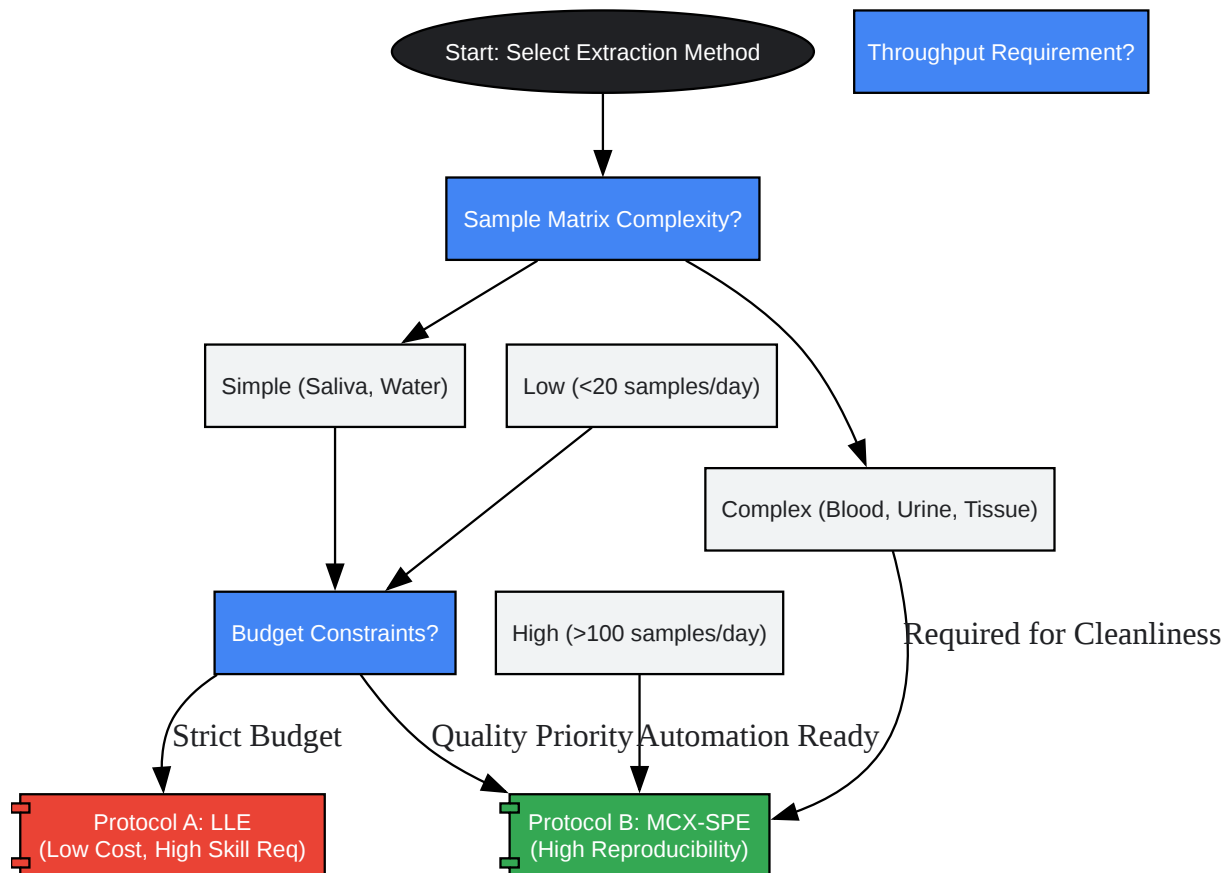 Start: Select Extraction Method
Throughput Requirement?
Sample Matrix Complexity?
Simple (Saliva, Water)
Low (<20 samples/day)
Complex (Blood, Urine, Tissue)
Budget Constraints?
High (>100 samples/day)
Required for Cleanliness
Strict Budget
Quality Priority
Automation Ready
Protocol A: LLE
(Low Cost, High Skill Req)
Protocol B: MCX-SPE
(High Reproducibility)